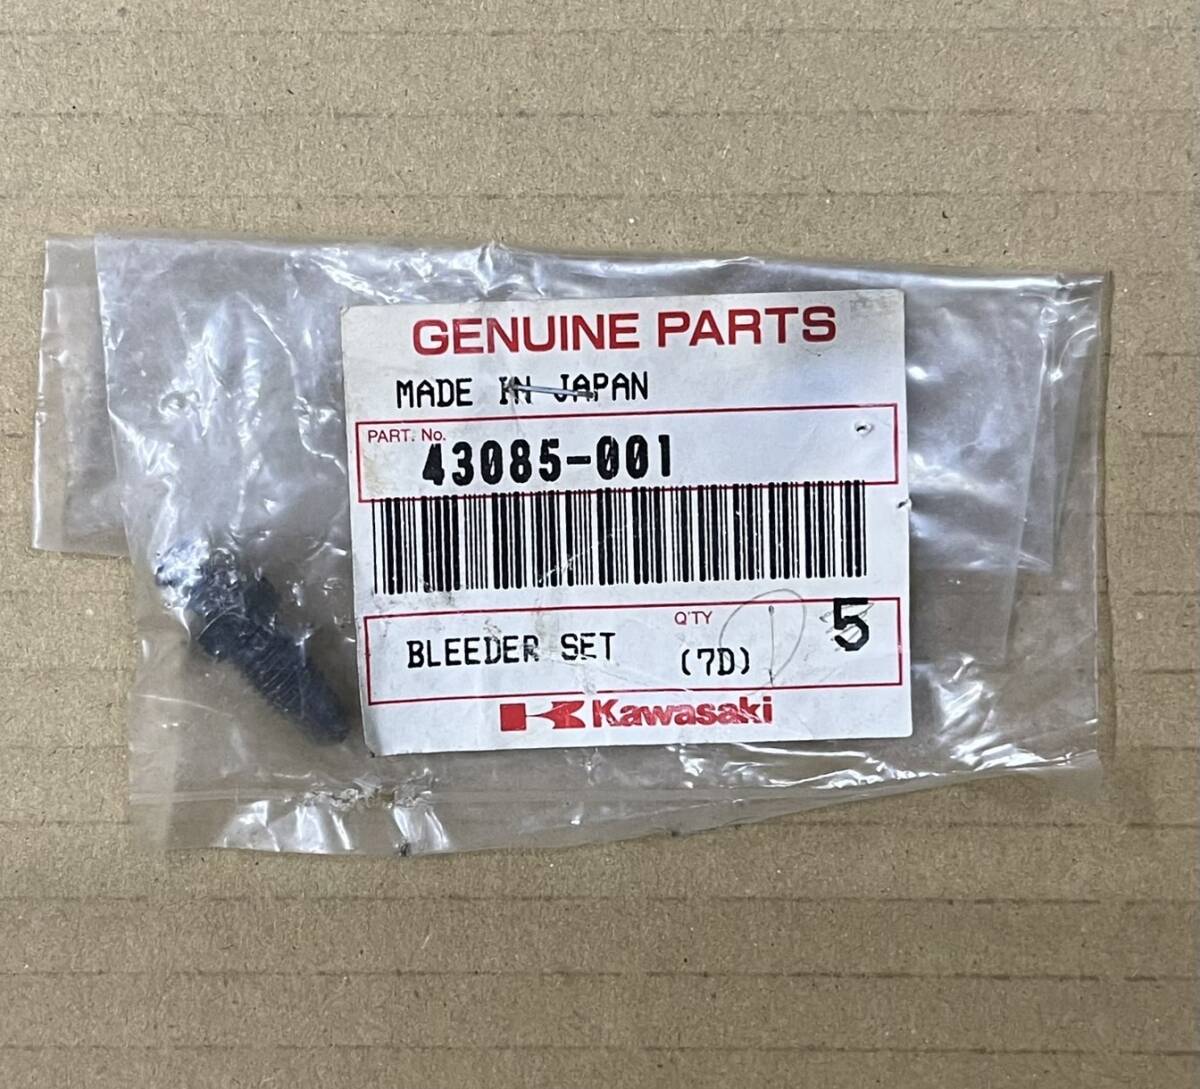 GENUINE PARTS
MADE IN JAPAN
PART. No.
43085-001
BLEEDER SET
Q'TY
(7D)
5
Kawasaki